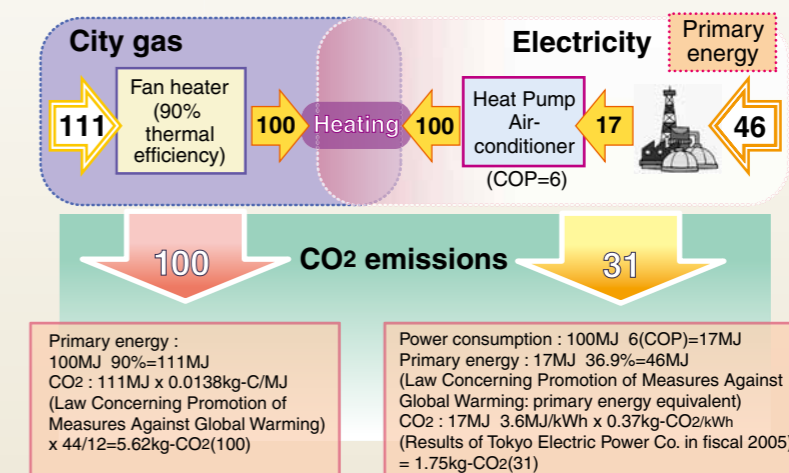 City gas
Electricity
Primary
energy
111
Fan heater
(90%
thermal
efficiency)
100
Heating
100
Heat Pump
Air-
conditioner
(COP=6)
17
46
100
CO2 emissions
31
Primary energy :
100MJ 90%=111MJ
CO2 : 111MJ x 0.0138kg-C/MJ
(Law Concerning Promotion of
Measures Against Global Warming)
x 44/12=5.62kg-CO2(100)
Power consumption : 100MJ 6(COP)=17MJ
Primary energy : 17MJ 36.9%=46MJ
(Law Concerning Promotion of Measures Against
Global Warming: primary energy equivalent)
CO2 : 17MJ 3.6MJ/kWh x 0.37kg-CO2/kWh
(Results of Tokyo Electric Power Co. in fiscal 2005)
= 1.75kg-CO2(31)